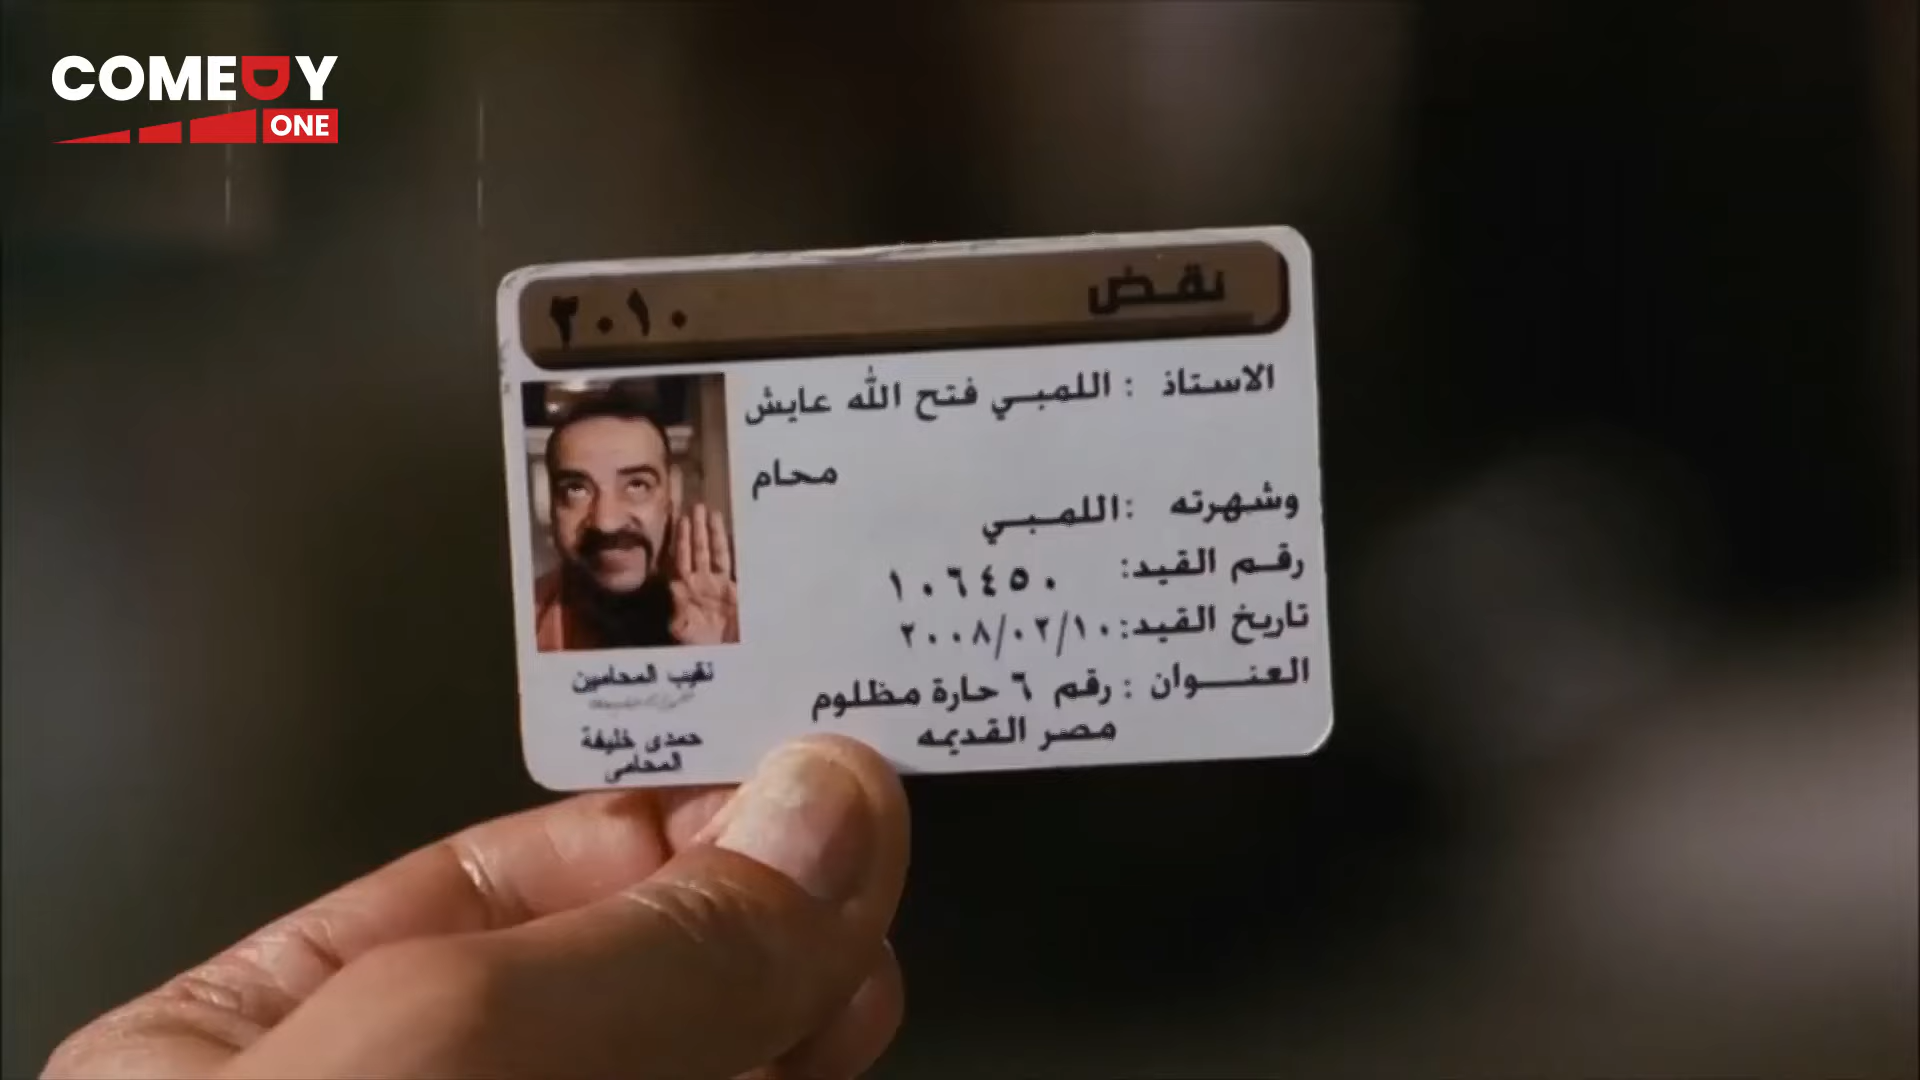 COMEDY
ONE
نقض ٢٠١٠
الاستاذ : اللمبي فتح الله عايش
محام
وشهرته : اللمبي
رقم القيد: ١٠٦٤٥٠
تاريخ القيد: ٢٠٠٨/٠٢/١٠
العنوان : رقم ٦ حارة مظلوم
مصر القديمه
نقيب المحامين
حمدى خليفة
المحامى